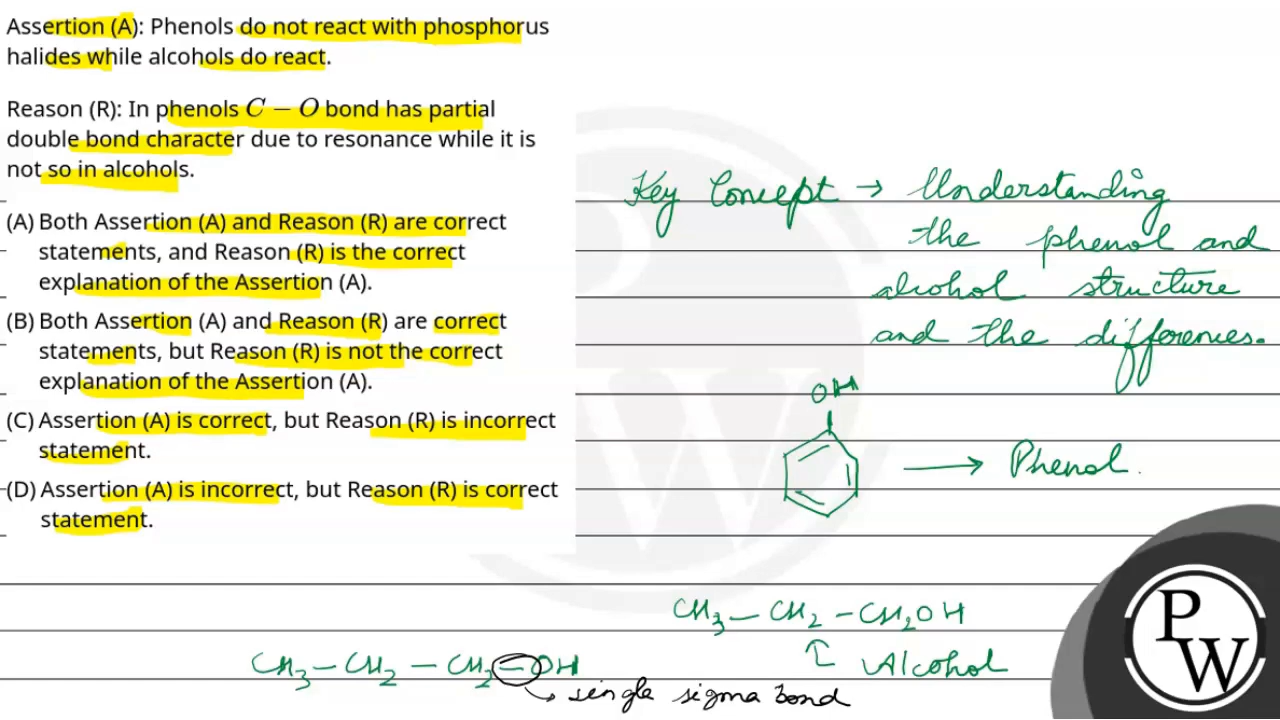 Assertion (A): Phenols do not react with phosphorus
halides while alcohols do react.
Reason (R): In phenols C – O bond has partial
double bond character due to resonance while it is
not so in alcohols.
(A) Both Assertion (A) and Reason (R) are correct
statements, and Reason (R) is the correct
explanation of the Assertion (A).
(B) Both Assertion (A) and Reason (R) are correct
statements, but Reason (R) is not the correct
explanation of the Assertion (A).
(C) Assertion (A) is correct, but Reason (R) is incorrect
statement.
(D) Assertion (A) is incorrect, but Reason (R) is correct
statement.
Key Concept → Understanding
the phenol and
alcohol structure
and the differences.
OH
→ Phenol.
CH3 – CH2 – CH2OH
Alcohol
CH3 – CH2 – CH2 – OH
→ single sigma bond
P
W